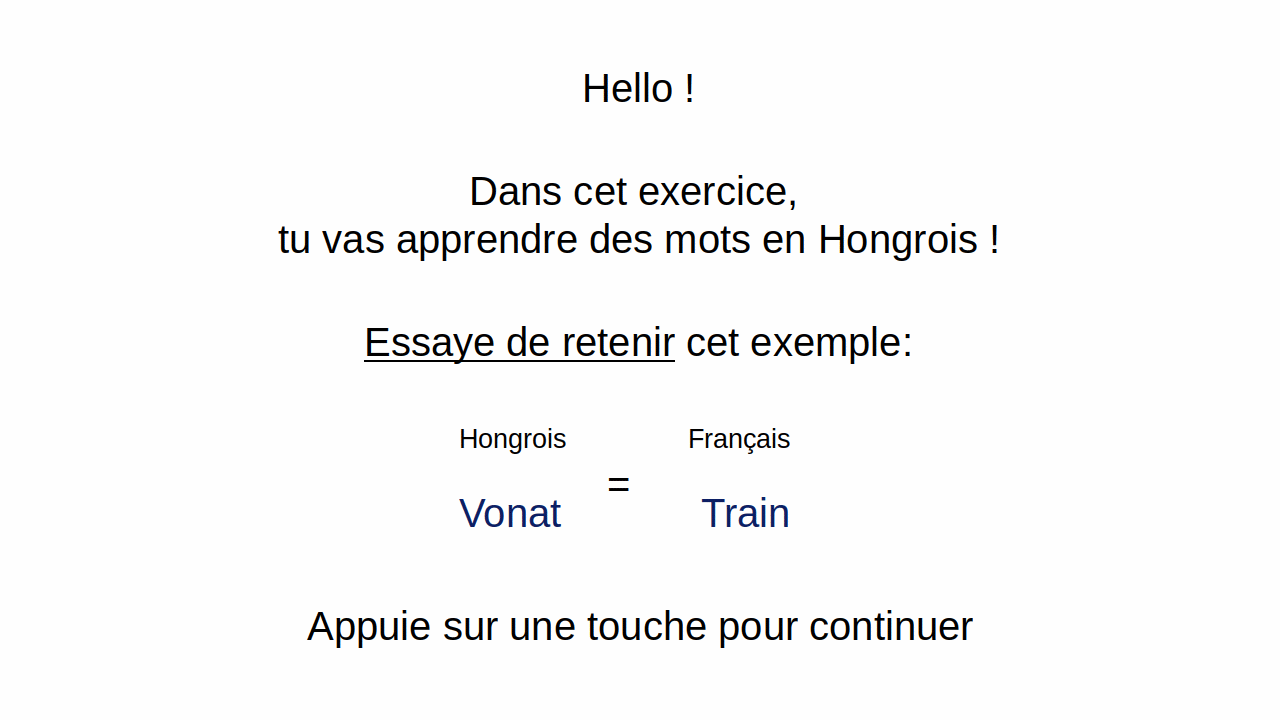 Hello !
Dans cet exercice,
tu vas apprendre des mots en Hongrois !
Essaye de retenir cet exemple:
Hongrois Français
=
Vonat Train
Appuie sur une touche pour continuer